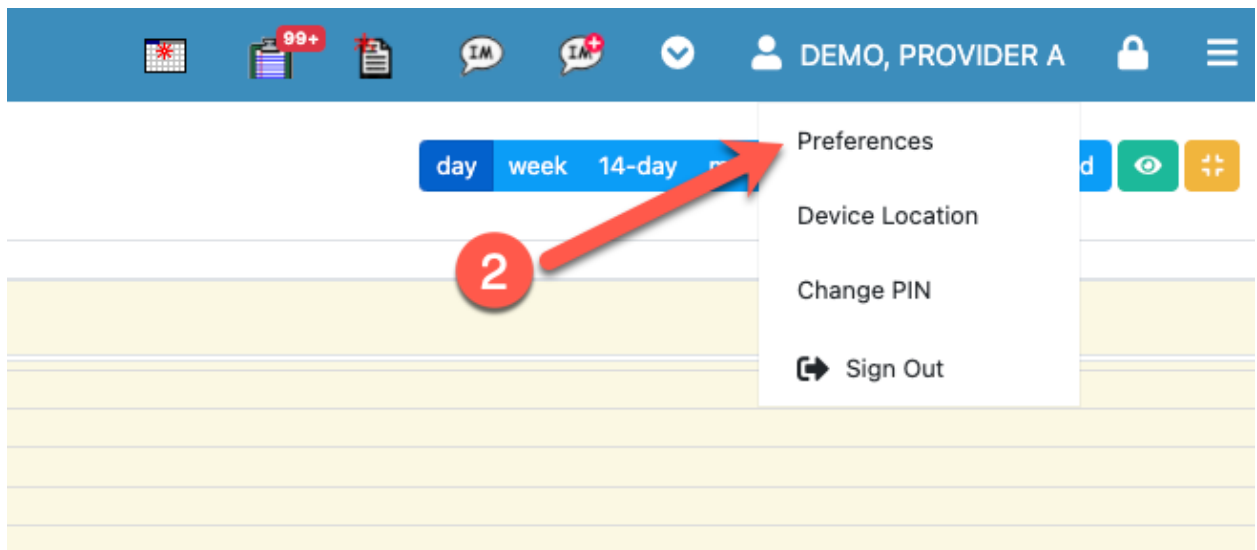 99+
IM
IM
DEMO, PROVIDER A
Preferences
day week 14-day m
d
2
Device Location
Change PIN
Sign Out